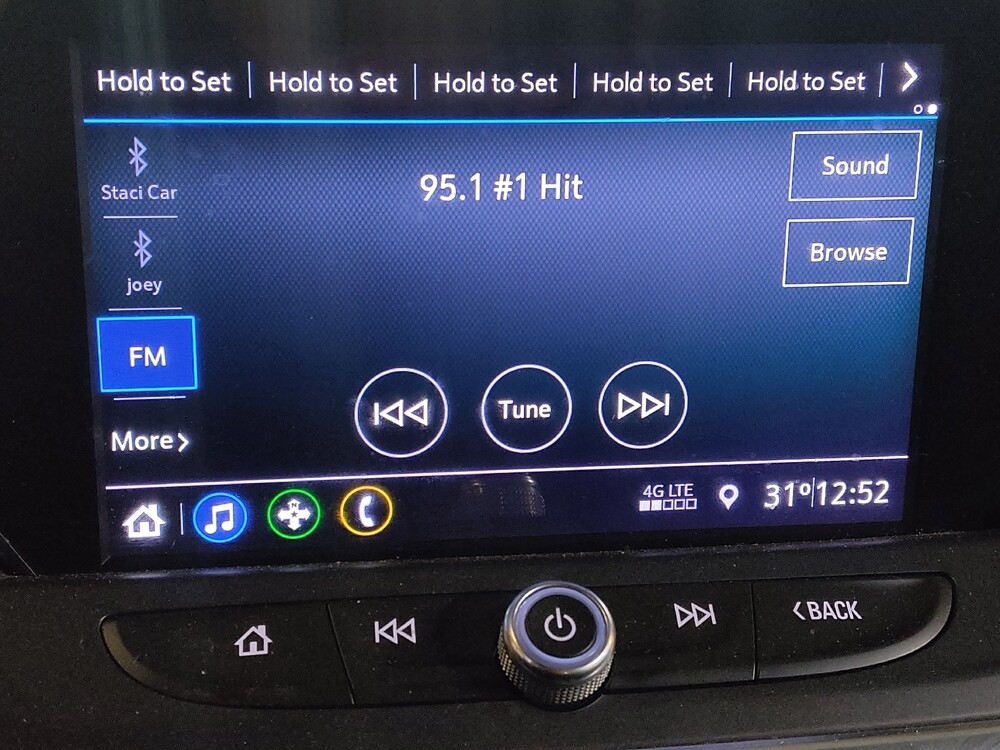 Hold to Set Hold to Set Hold to Set Hold to Set Hold to Set
Staci Car
95.1 #1 Hit
Sound
joey
Browse
FM
Tune
More
4G LTE
31° 12:52
BACK